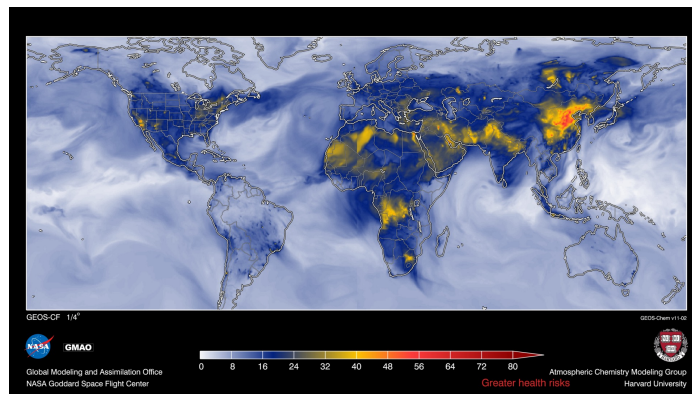 GEOS-CF 1/4°
GEOS-Chem v11-02
NASA
GMAO
0 8 16 24 32 40 48 56 64 72 80
Global Modeling and Assimilation Office
NASA Goddard Space Flight Center
Greater health risks
Atmospheric Chemistry Modeling Group
Harvard University